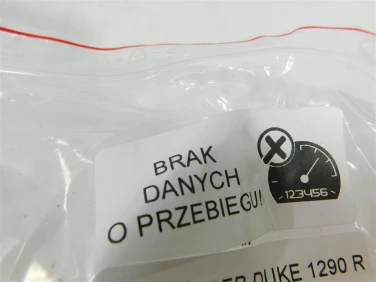 BRAK
DANYCH
O PRZEBIEGU!
123456
DUKE 1290 R